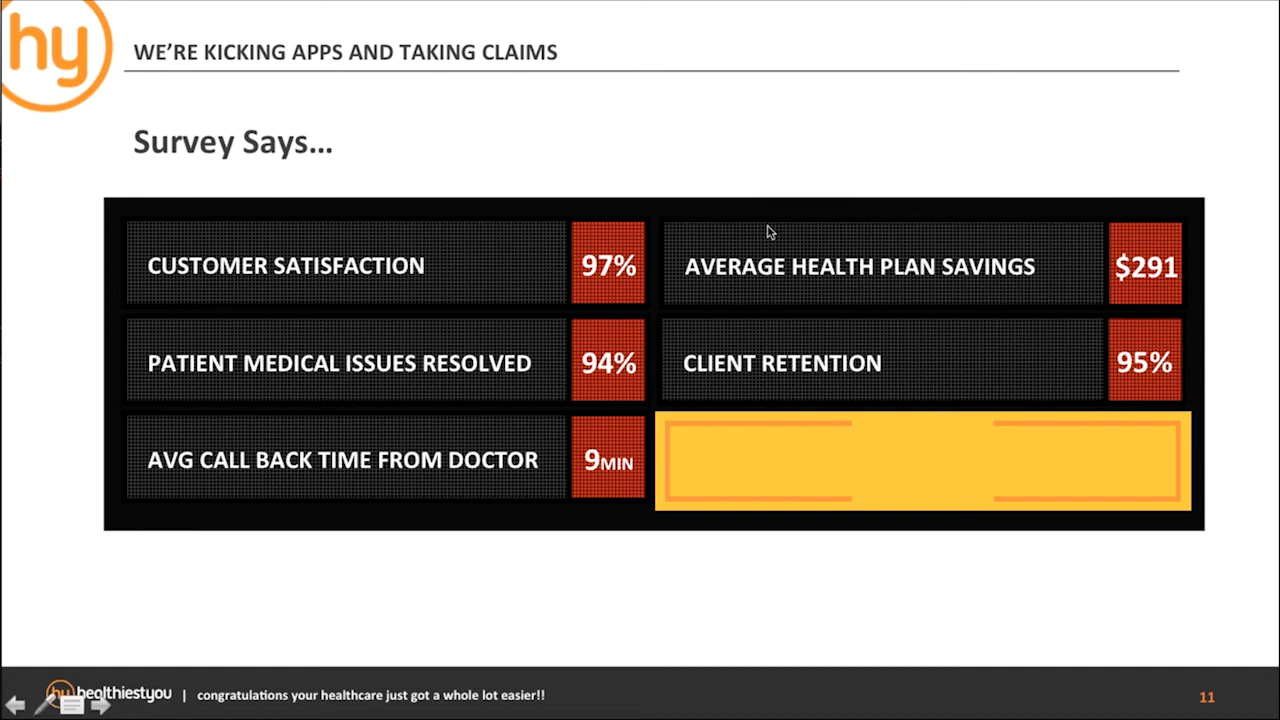 hy
WE’RE KICKING APPS AND TAKING CLAIMS
Survey Says...
CUSTOMER SATISFACTION 97%
AVERAGE HEALTH PLAN SAVINGS $291
PATIENT MEDICAL ISSUES RESOLVED 94%
CLIENT RETENTION 95%
AVG CALL BACK TIME FROM DOCTOR 9MIN
hy healthiestyou | congratulations your healthcare just got a whole lot easier!!
11